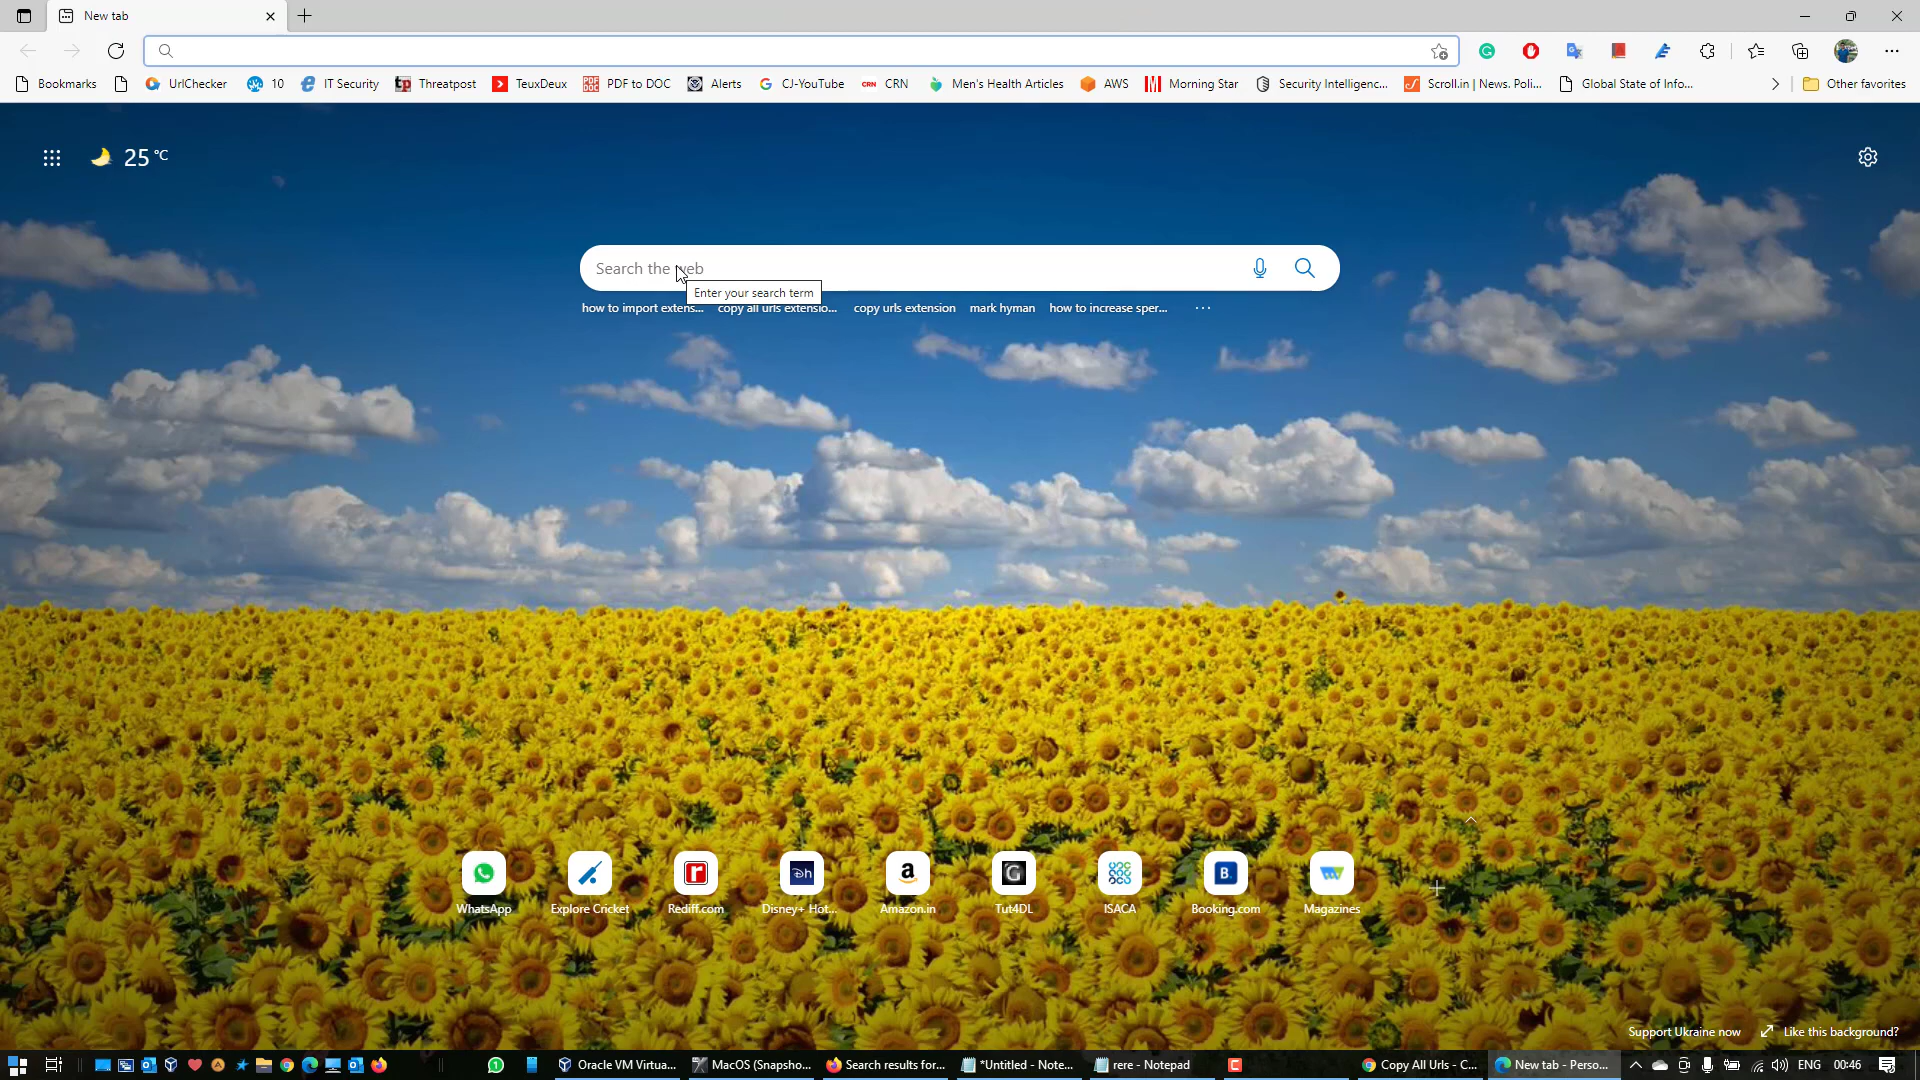 New tab
Bookmarks UrlChecker 10 IT Security Threatpost TeuxDeux PDF to DOC Alerts CJ-YouTube CRN Men's Health Articles AWS Morning Star Security Intelligenc... Scroll.in | News. Poli... Global State of Info... Other favorites
25 °C
Search the web
Enter your search term
how to import extens... copy all urls extensio... copy urls extension mark hyman how to increase sper... ...
WhatsApp Explore Cricket Rediff.com Disney+ Hot... Amazon.in Tut4DL ISACA Booking.com Magazines
Support Ukraine now Like this background?
Oracle VM Virtua... MacOS (Snapsho... Search results for... *Untitled - Note... rere - Notepad Copy All Urls - C... New tab - Perso... ENG 00:46